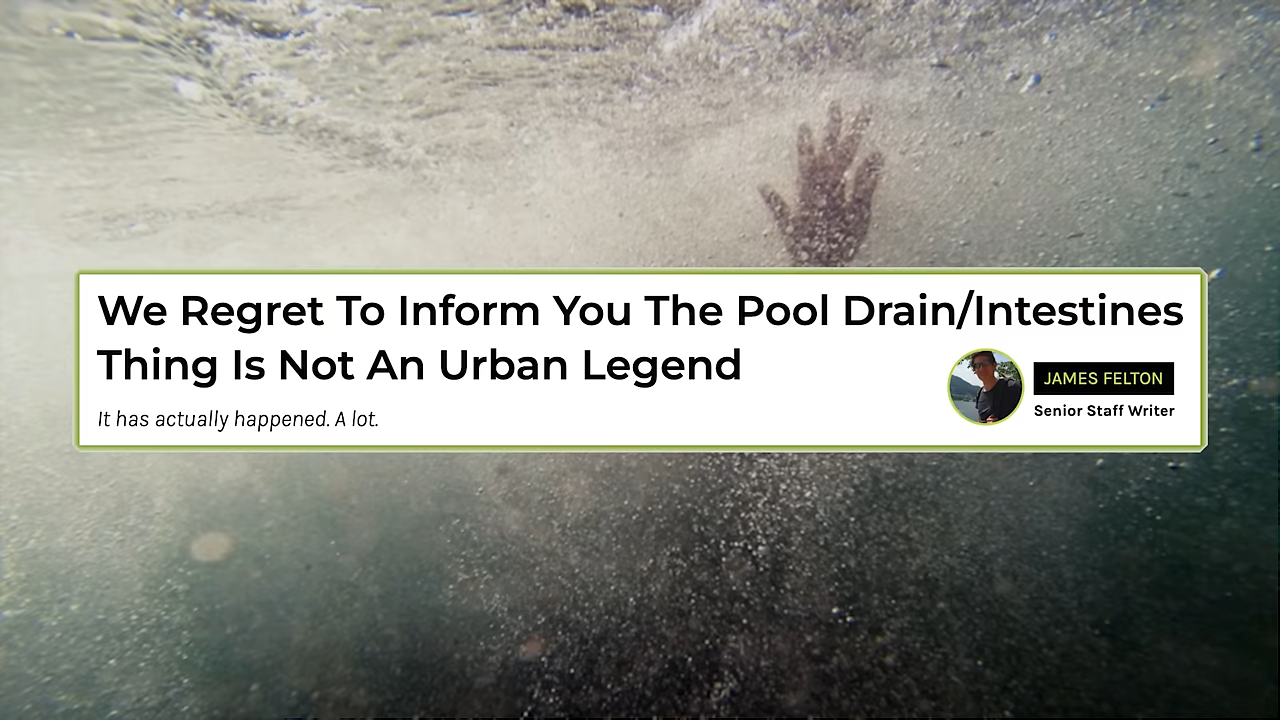 We Regret To Inform You The Pool Drain/Intestines
Thing Is Not An Urban Legend
It has actually happened. A lot.
JAMES FELTON
Senior Staff Writer